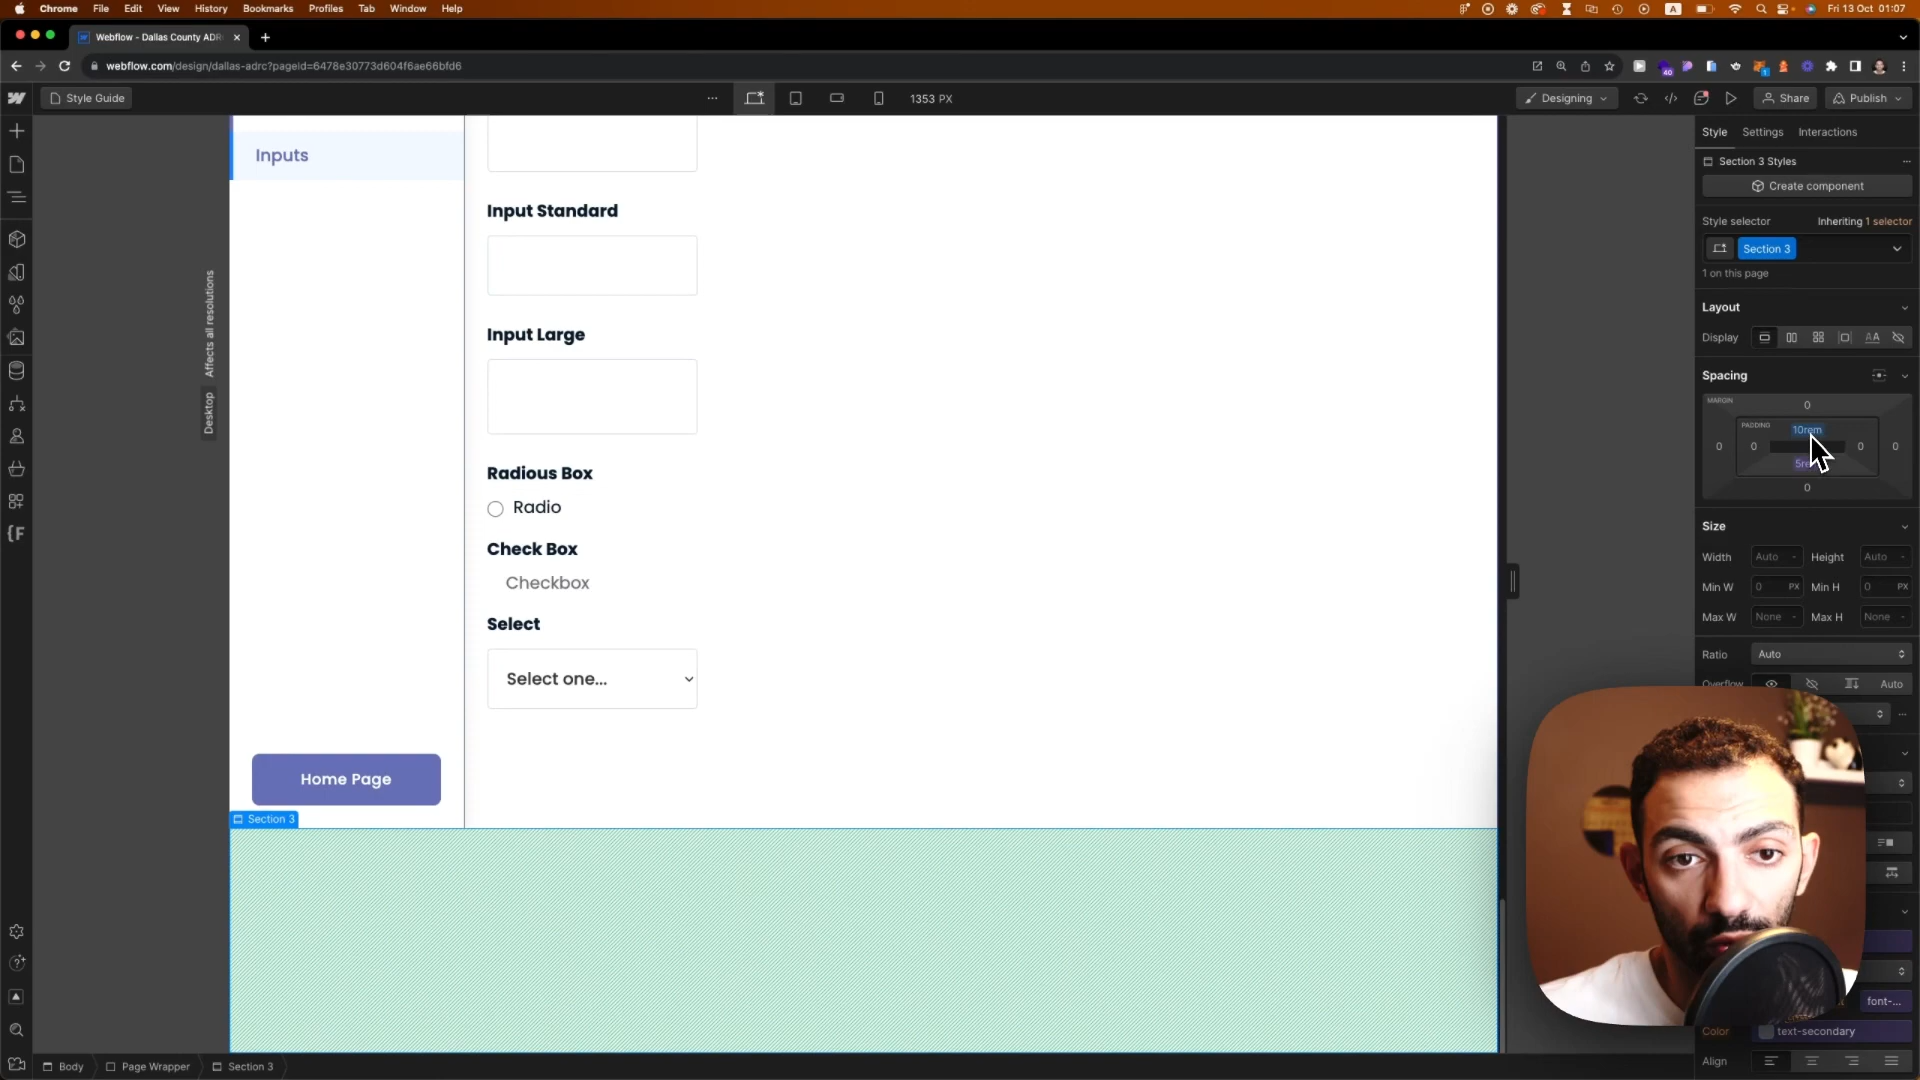 Chrome File Edit View History Bookmarks Profiles Tab Window Help
A
Fri 13 Oct 01:07
Webflow - Dallas County ADR
webflow.com/design/dallas-adrc?pageId=6478e30773d604f6ae66bfd6
40
1
Style Guide
1353 PX
Designing
Share
Publish
Inputs
Affects all resolutions
Desktop
Input Standard
Input Large
Radious Box
Radio
Check Box
Checkbox
Select
Select one...
Home Page
Section 3
Body
Page Wrapper
Section 3
Style Settings Interactions
Section 3 Styles
Create component
Style selector
Inheriting 1 selector
Section 3
1 on this page
Layout
Display
AA
Spacing
MARGIN
0
PADDING
10rem
0 0 0 0
0
Size
Width Auto - Height Auto -
Min W 0 PX Min H 0 PX
Max W None - Max H None -
Ratio Auto
Overflow
Auto
font-...
Color
text-secondary
Align